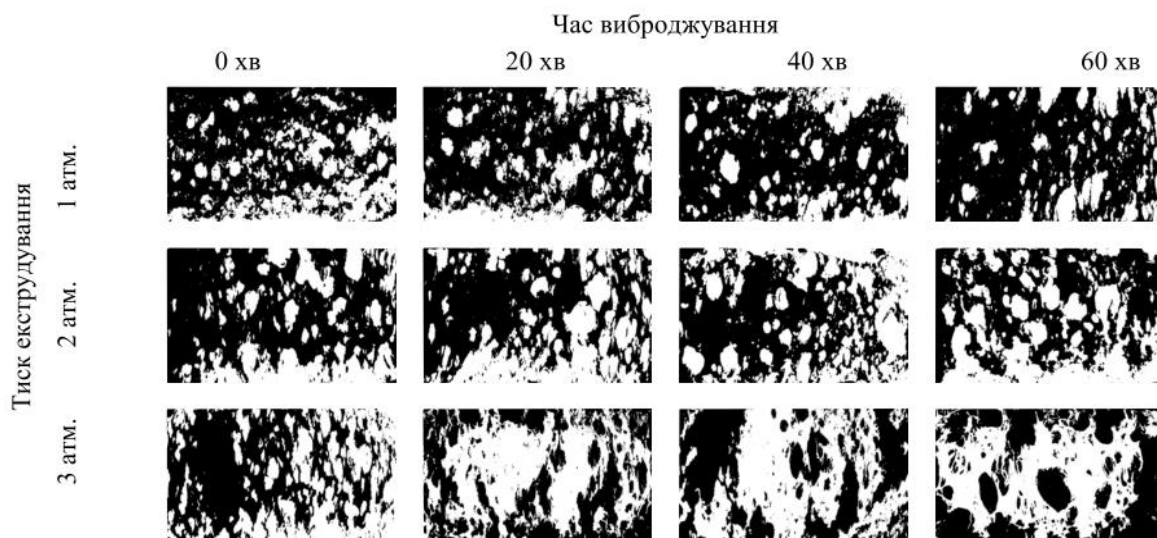 Час виброджування
0 хв 20 хв 40 хв 60 хв
Тиск екструдування
1 атм.
2 атм.
3 атм.